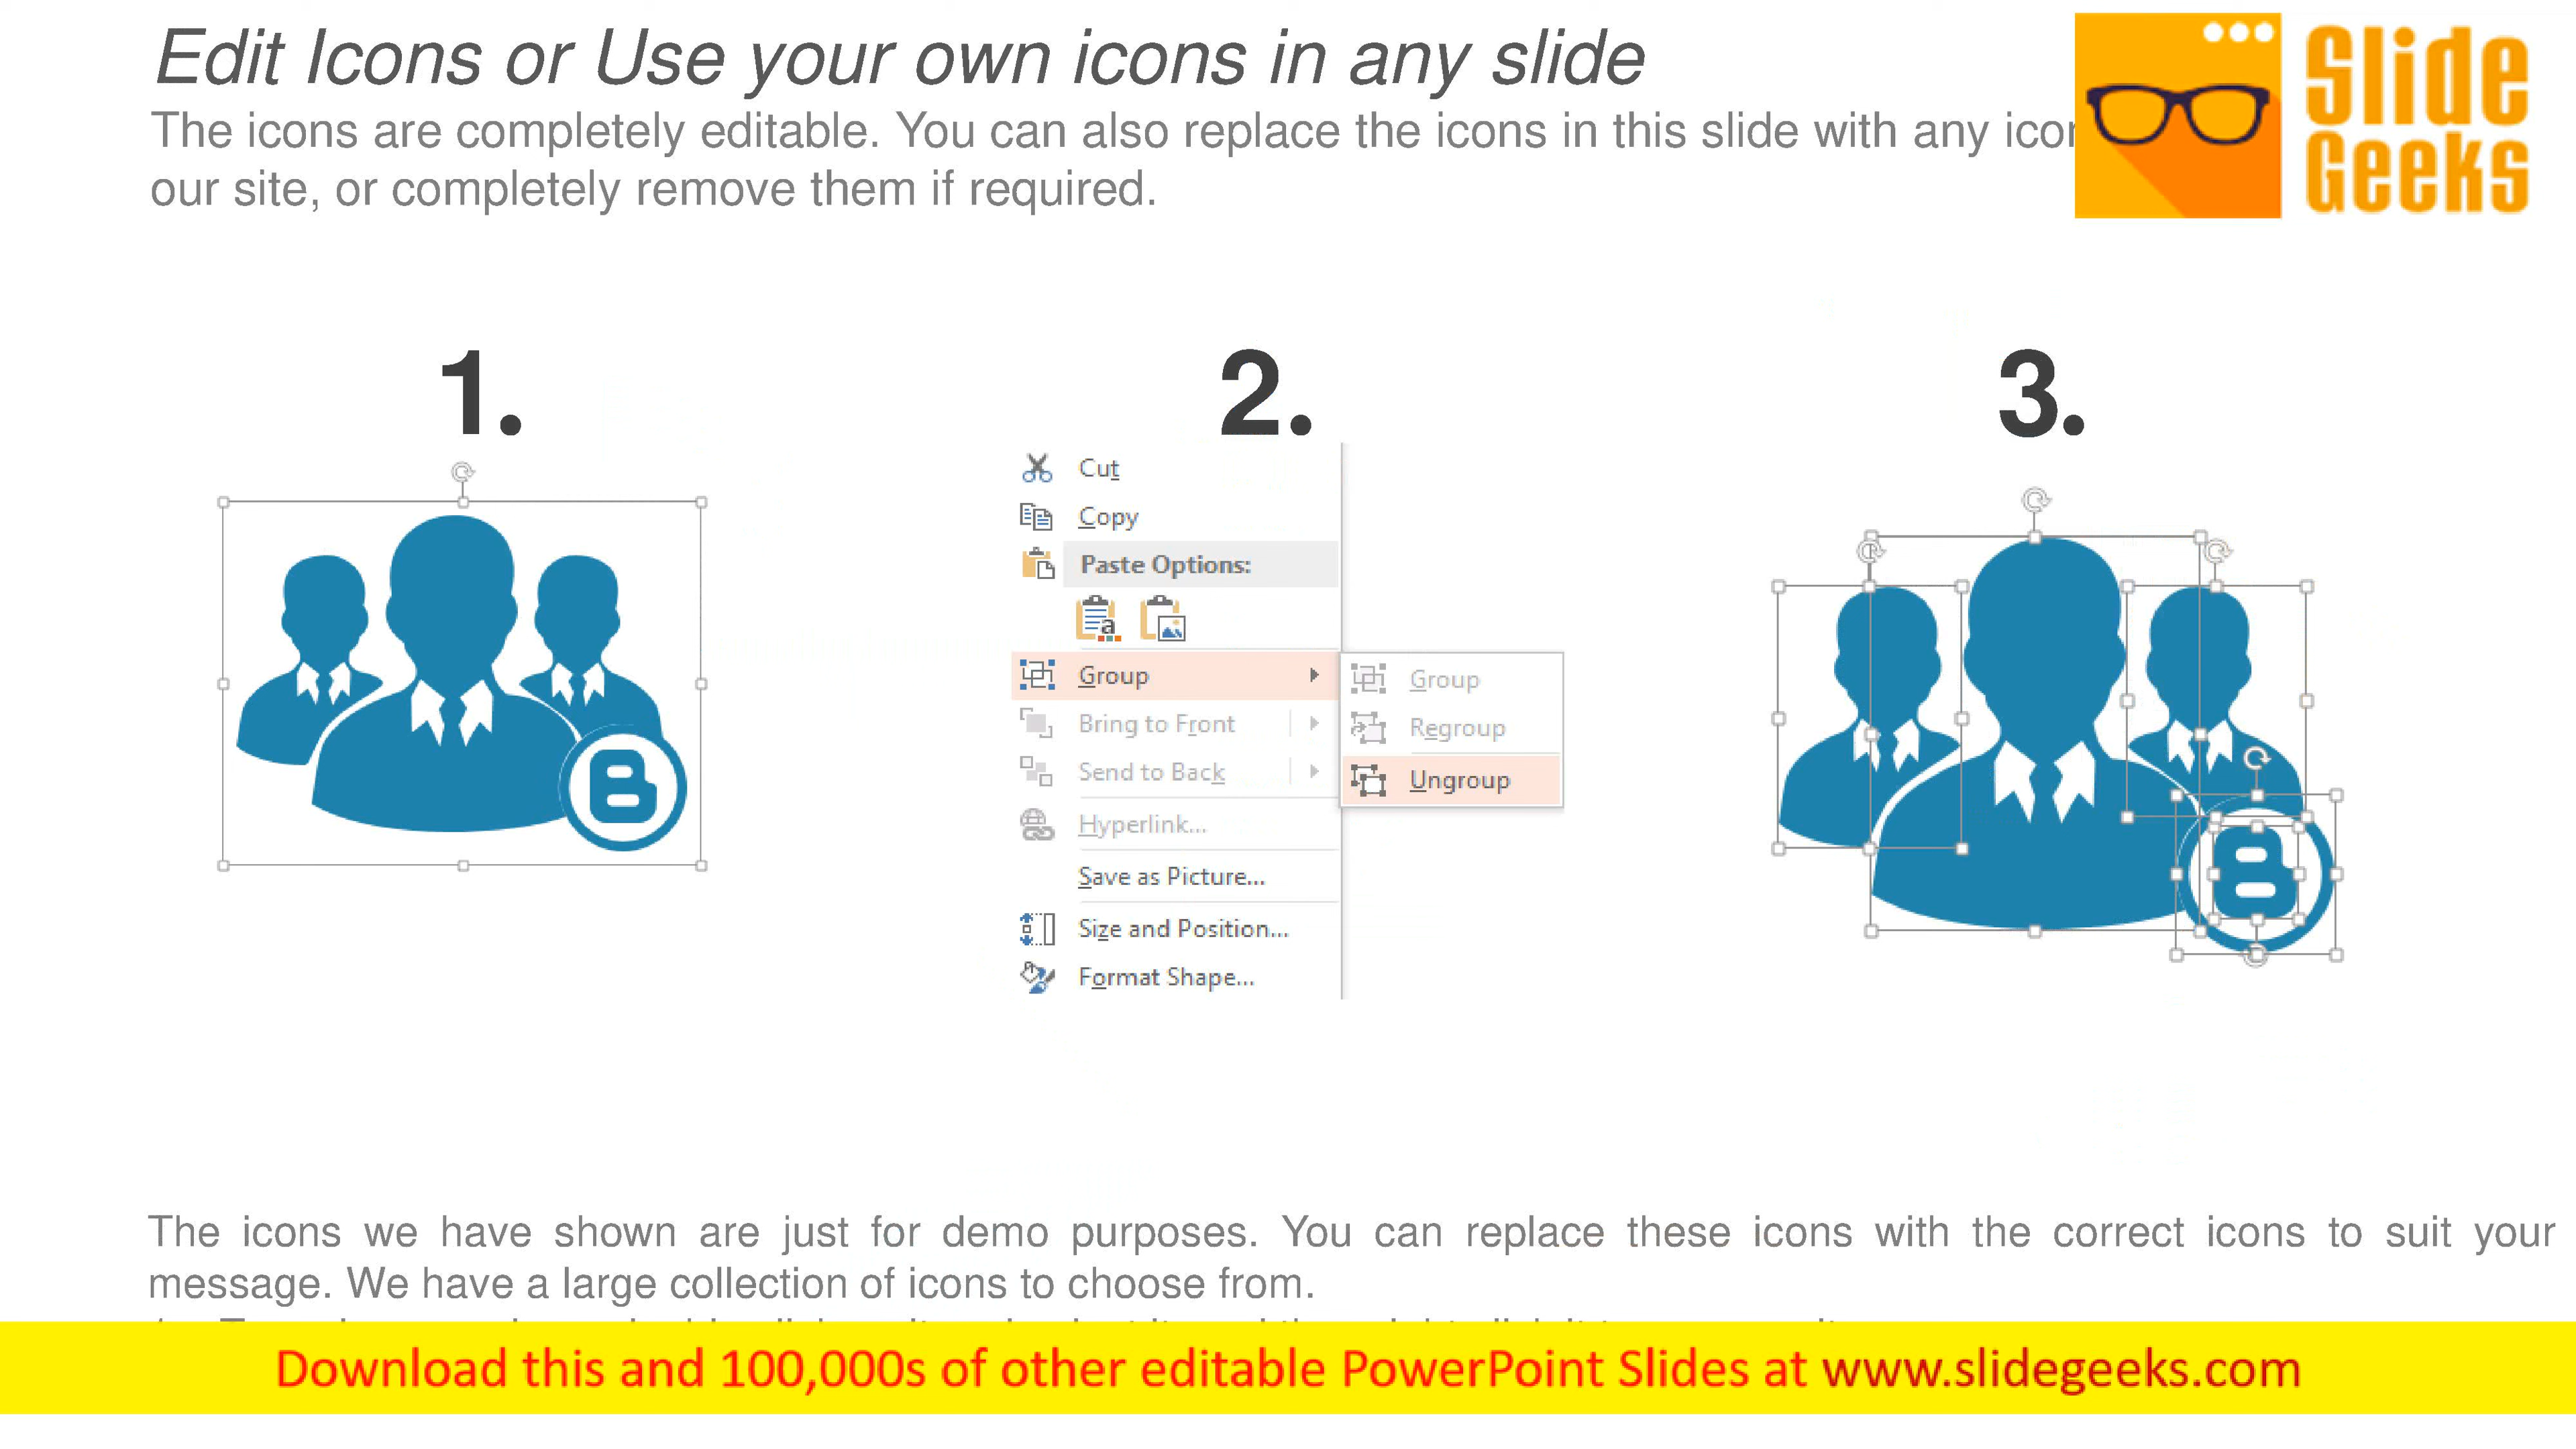 Edit Icons or Use your own icons in any slide
The icons are completely editable. You can also replace the icons in this slide with any
our site, or completely remove them if required.
Slide
Geeks
1.
2.
3.
Cut
Copy
Paste Options:
a
Group
Bring to Front
Send to Back
Hyperlink...
Save as Picture...
Size and Position...
Format Shape...
Group
Regroup
Ungroup
B
B
The icons we have shown are just for demo purposes. You can replace these icons with the correct icons to suit your
message. We have a large collection of icons to choose from.
Download this and 100,000s of other editable PowerPoint Slides at www.slidegeeks.com